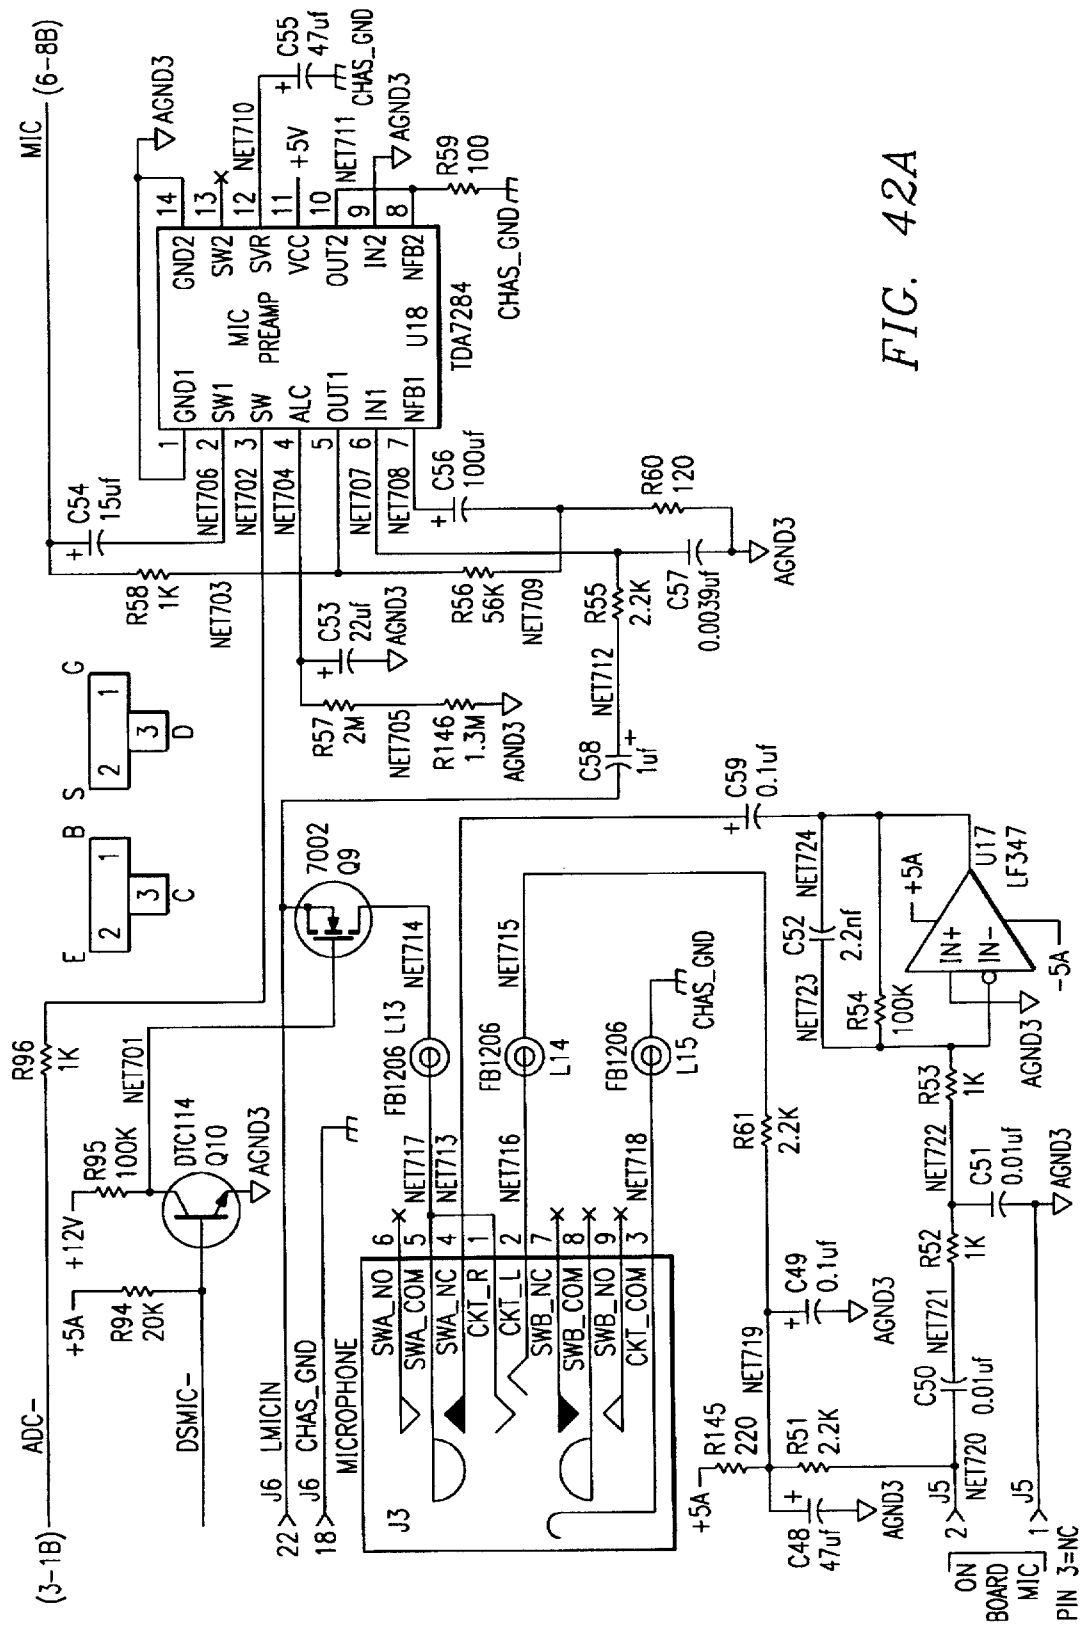 (3-1B)
ADC-
R96
1K
MIC
(6-8B)
DSMIC-
+5A
R94
20K
+12V
R95
100K
NET701
DTC114
Q10
AGND3
E
B
2
1
3
C
S
G
2
1
3
D
R58
1K
NET703
C54
+
15uf
NET706
NET702
NET704
NET707
NET708
1
2
3
4
5
6
7
GND1
SW1
SW
ALC
OUT1
IN1
NFB1
MIC
PREAMP
U18
TDA7284
GND2
SW2
SVR
VCC
OUT2
IN2
NFB2
14
13
12
11
10
9
8
AGND3
NET710
+
C55
47uf
CHAS_GND
+5V
NET711
AGND3
R59
100
CHAS_GND
22
J6
LMICIN
18
J6
CHAS_GND
MICROPHONE
J3
SWA_NO
SWA_COM
SWA_NC
CKT_R
CKT_L
SWB_NC
SWB_COM
SWB_NO
CKT_COM
6
5
4
1
2
7
8
9
3
NET717
NET713
NET716
NET718
FB1206
L13
FB1206
L14
FB1206
L15
NET714
NET715
CHAS_GND
7002
Q9
R57
2M
NET705
R146
1.3M
AGND3
+
C53
22uf
AGND3
R56
56K
NET709
+
C56
100uf
C58
+
1uf
NET712
R55
2.2K
C57
0.0039uf
R60
120
AGND3
+
C59
0.1uf
+5A
R145
220
NET719
+
C49
0.1uf
AGND3
R61
2.2K
R51
2.2K
C48
+
47uf
AGND3
2
J5
NET720
1
J5
ON
BOARD
MIC
PIN 3=NC
C50
0.01uf
NET721
R52
1K
NET722
C51
0.01uf
AGND3
R53
1K
NET723
C52
2.2nf
NET724
R54
100K
+5A
IN+
IN-
U17
LF347
-5A
AGND3
FIG. 42A